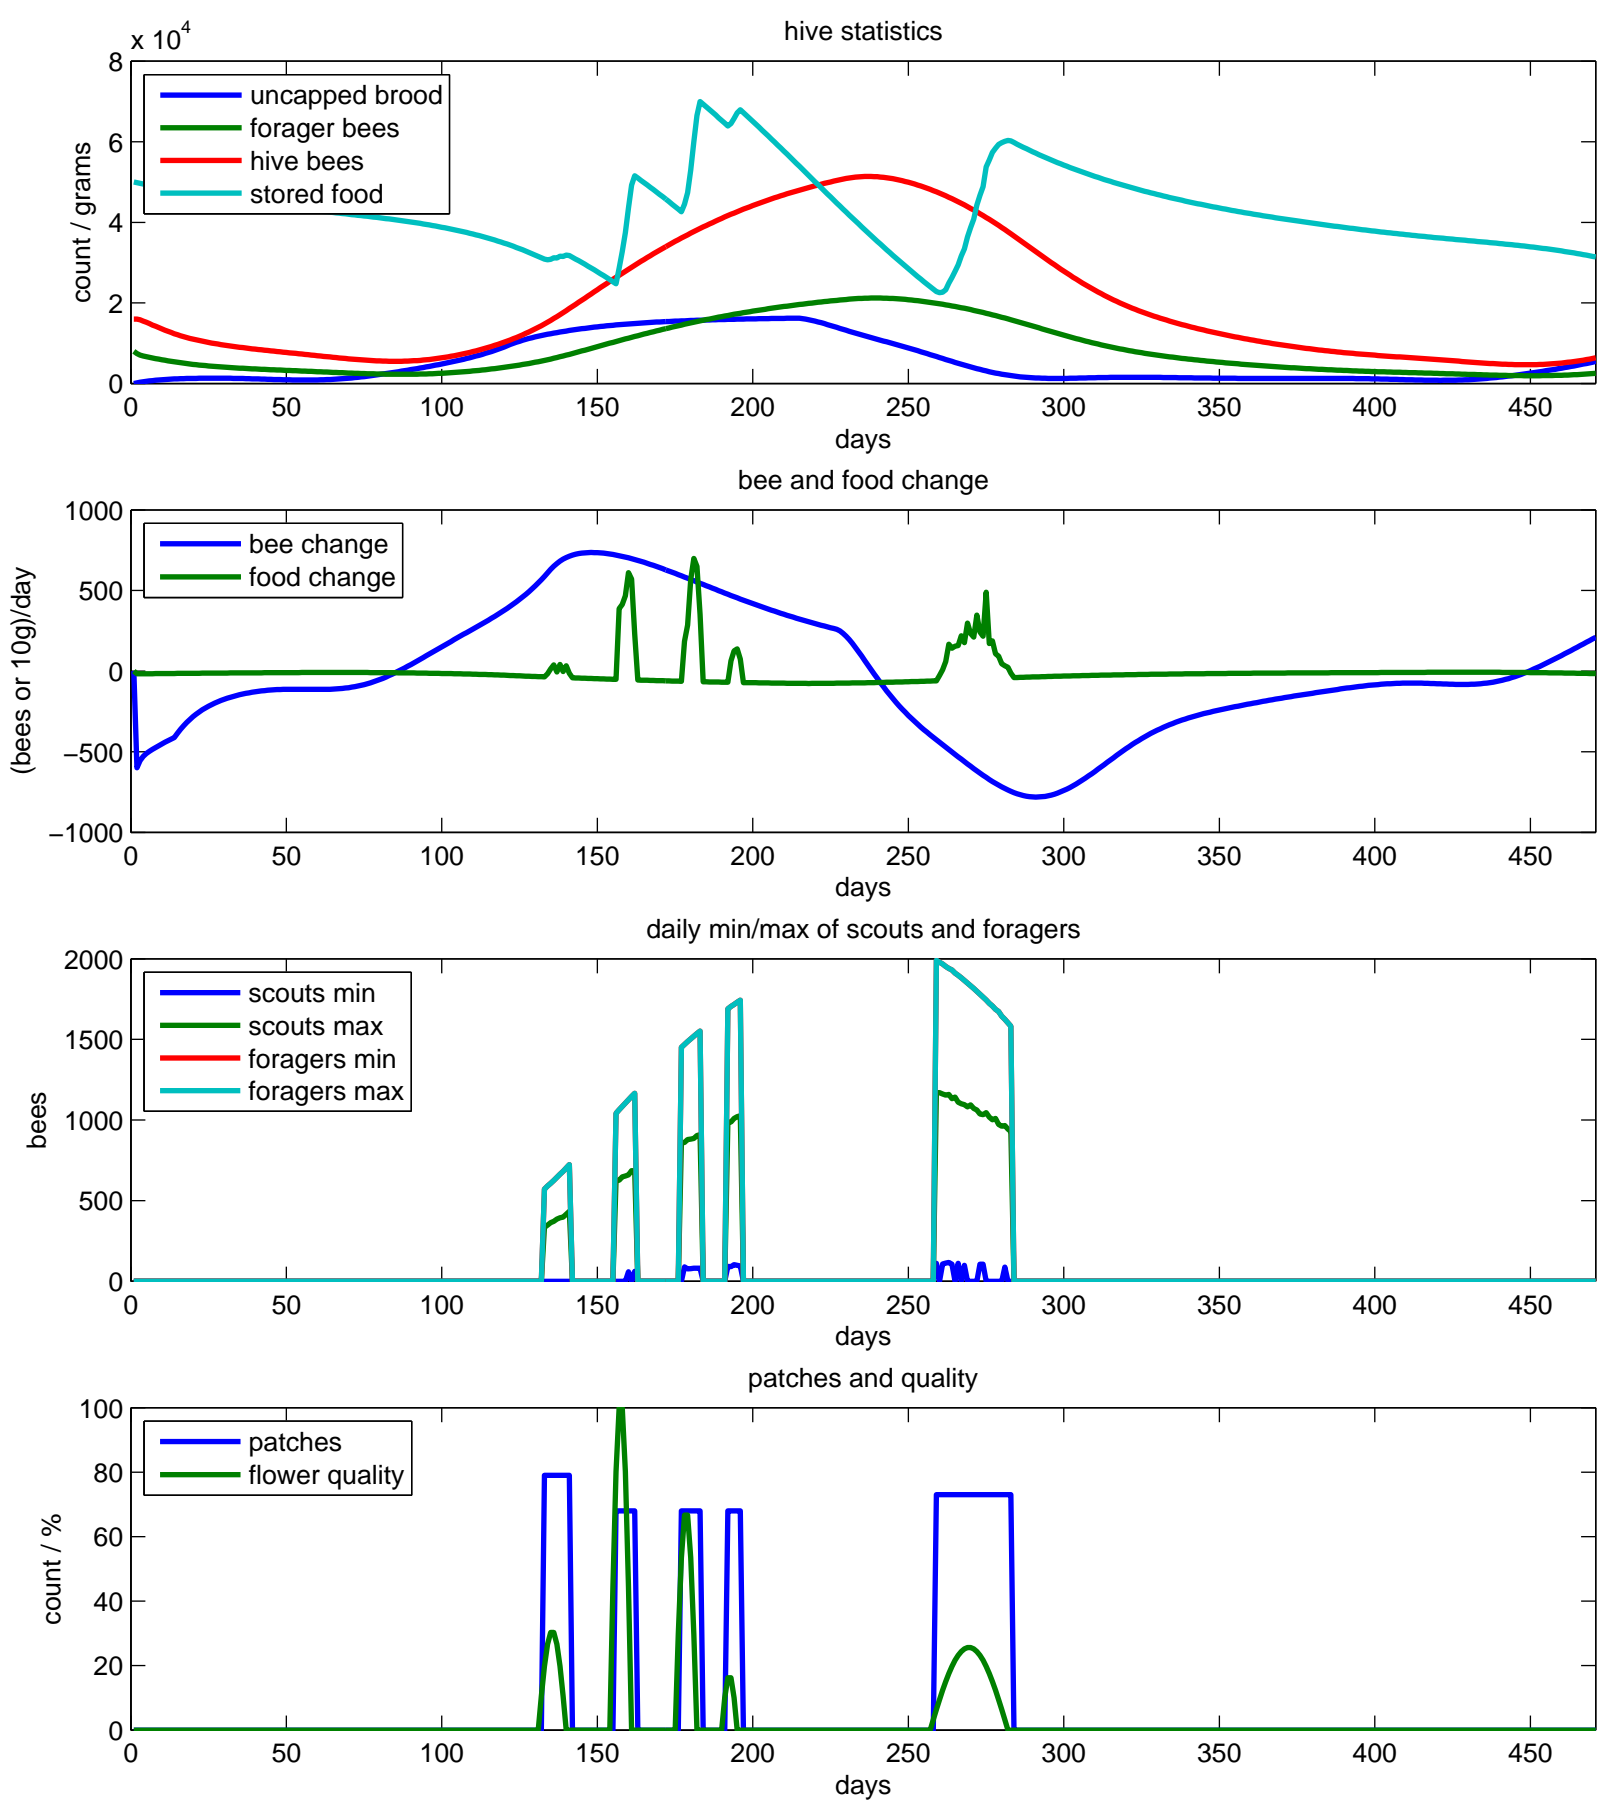 hive statistics
x 10^4
8
6
4
2
0
count / grams
uncapped brood
forager bees
hive bees
stored food
0 50 100 150 200 250 300 350 400 450
days
bee and food change
1000
500
0
−500
−1000
(bees or 10g)/day
bee change
food change
0 50 100 150 200 250 300 350 400 450
days
daily min/max of scouts and foragers
2000
1500
1000
500
0
bees
scouts min
scouts max
foragers min
foragers max
0 50 100 150 200 250 300 350 400 450
days
patches and quality
100
80
60
40
20
0
count / %
patches
flower quality
0 50 100 150 200 250 300 350 400 450
days